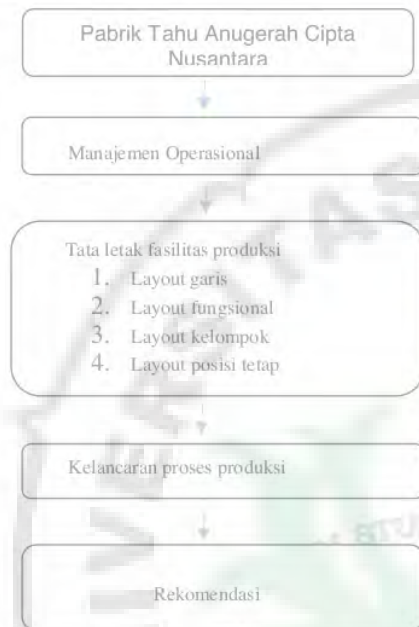 Pabrik Tahu Anugerah Cipta
Nusantara
Manajemen Operasional
Tata letak fasilitas produksi
1. Layout garis
2. Layout fungsional
3. Layout kelompok
4. Layout posisi tetap
Kelancaran proses produksi
Rekomendasi